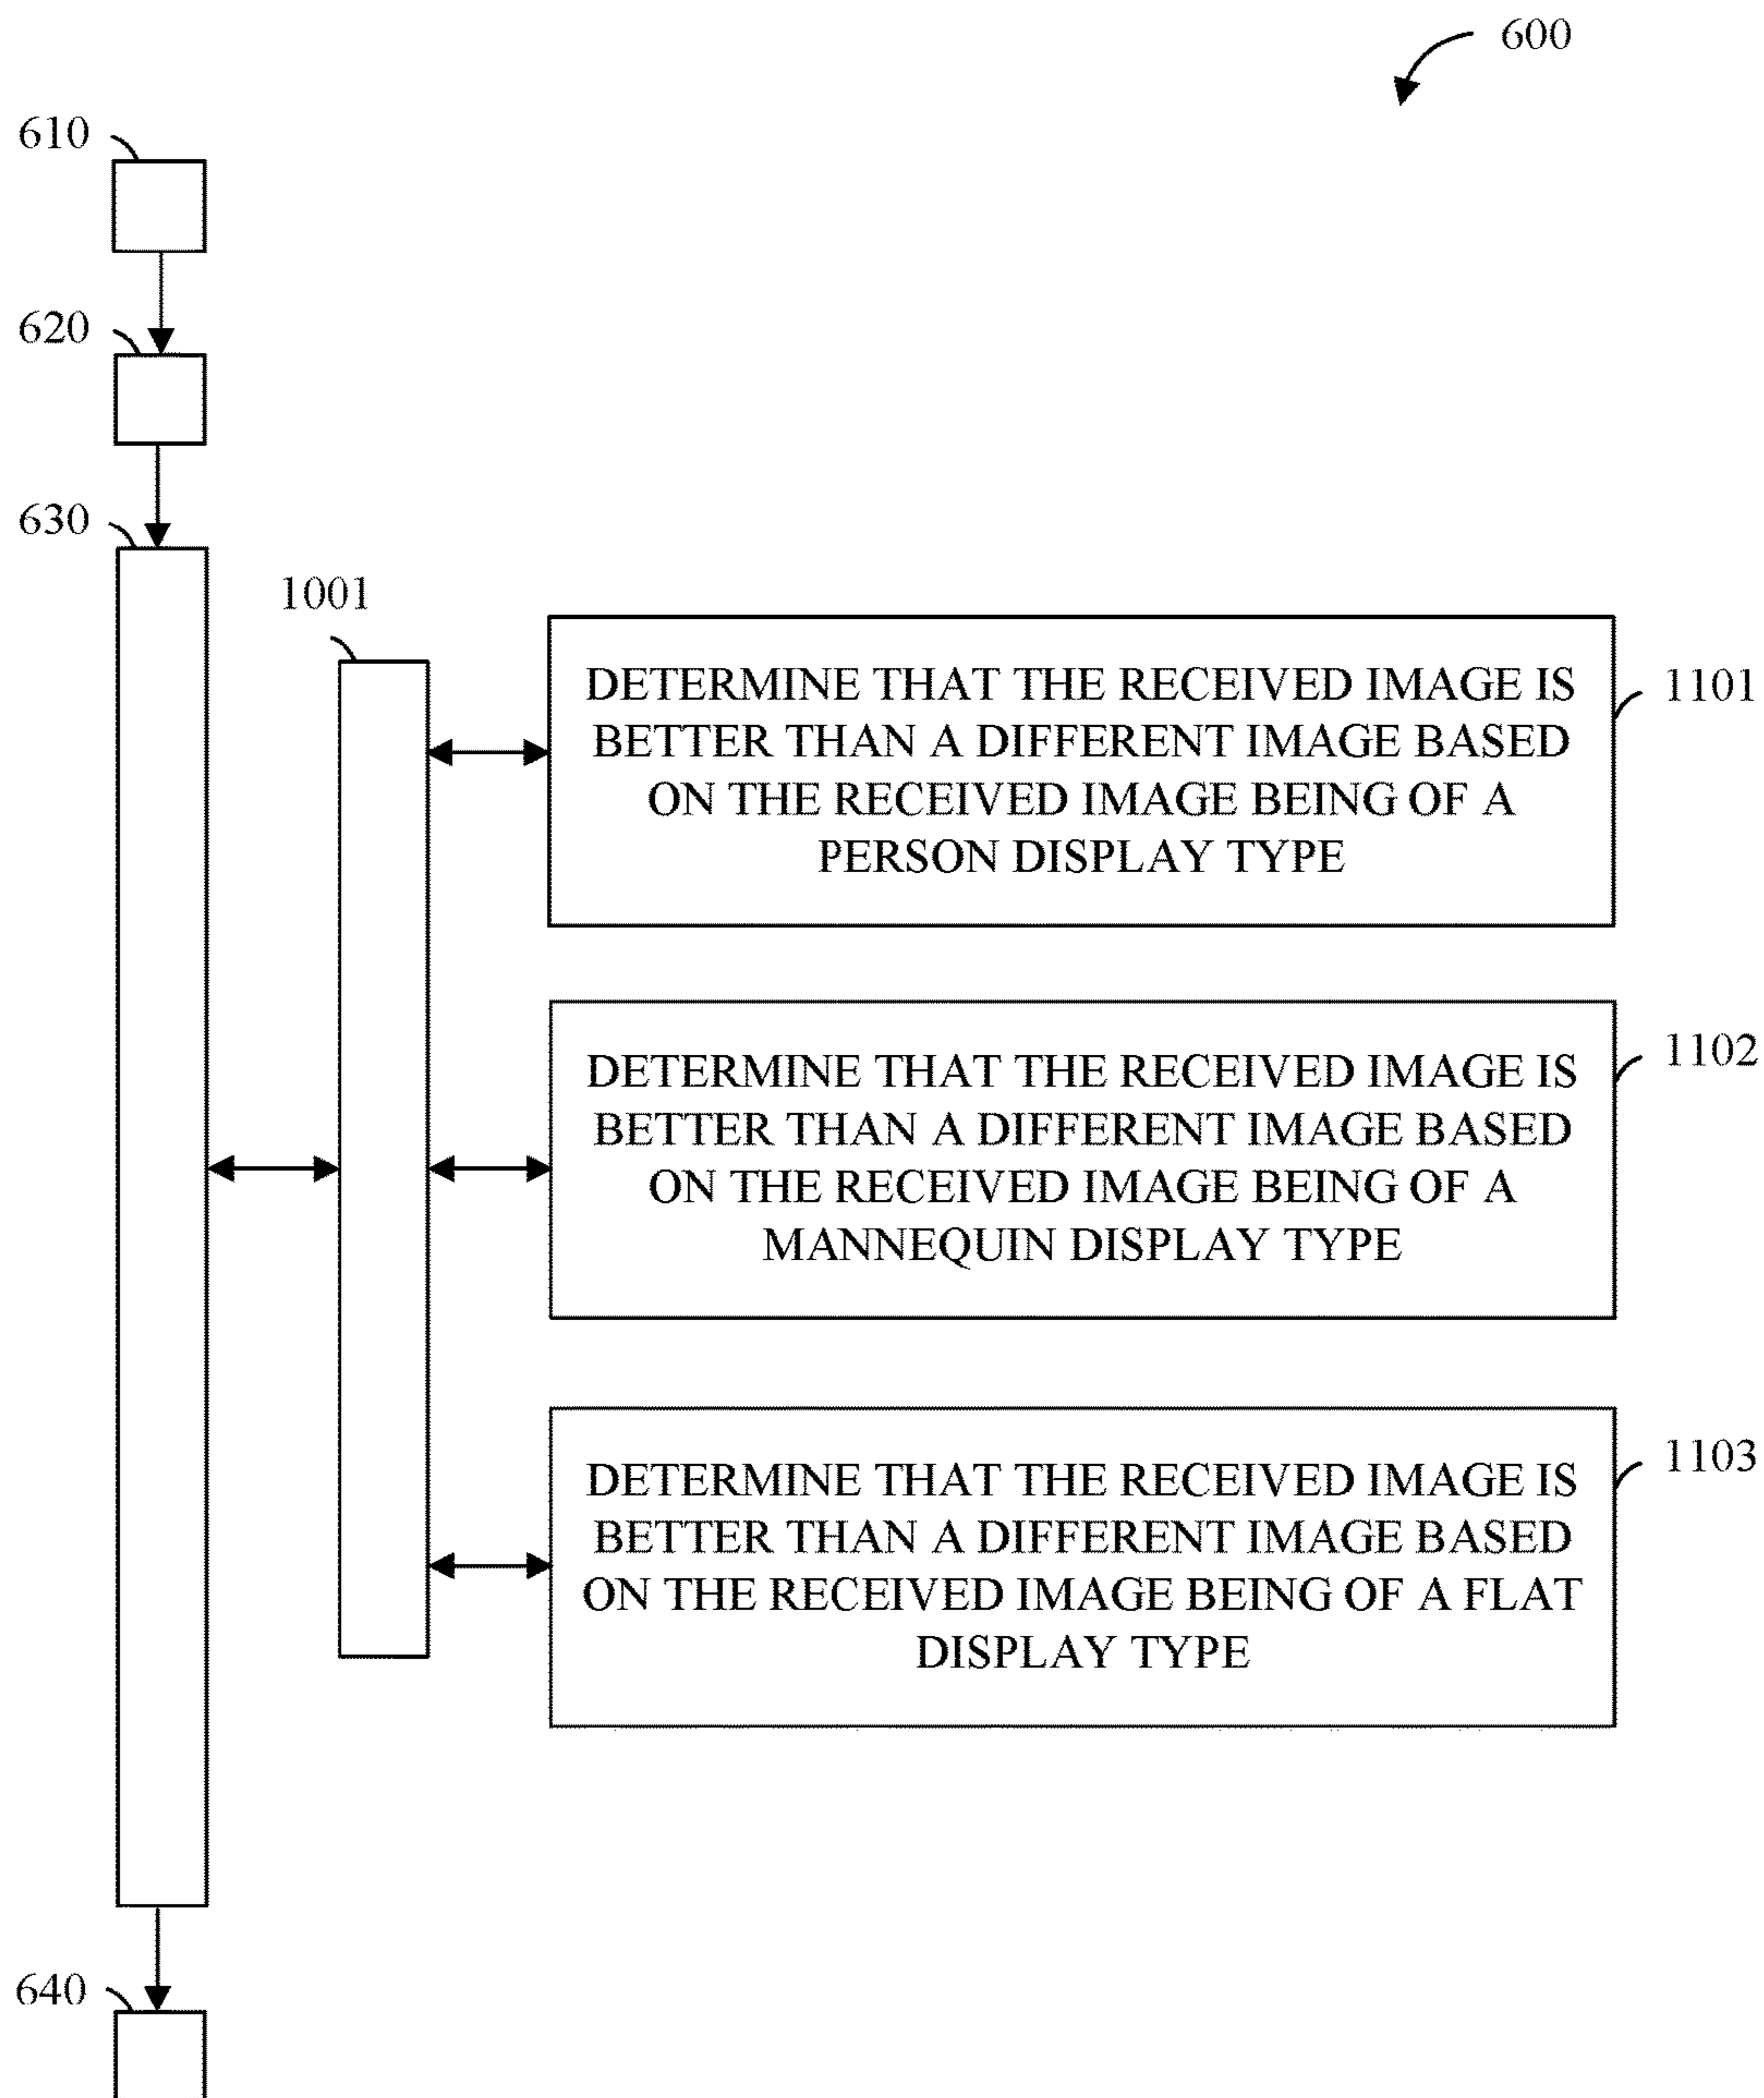 600
610
620
630
1001
DETERMINE THAT THE RECEIVED IMAGE IS
BETTER THAN A DIFFERENT IMAGE BASED
ON THE RECEIVED IMAGE BEING OF A
PERSON DISPLAY TYPE
1101
DETERMINE THAT THE RECEIVED IMAGE IS
BETTER THAN A DIFFERENT IMAGE BASED
ON THE RECEIVED IMAGE BEING OF A
MANNEQUIN DISPLAY TYPE
1102
DETERMINE THAT THE RECEIVED IMAGE IS
BETTER THAN A DIFFERENT IMAGE BASED
ON THE RECEIVED IMAGE BEING OF A FLAT
DISPLAY TYPE
1103
640